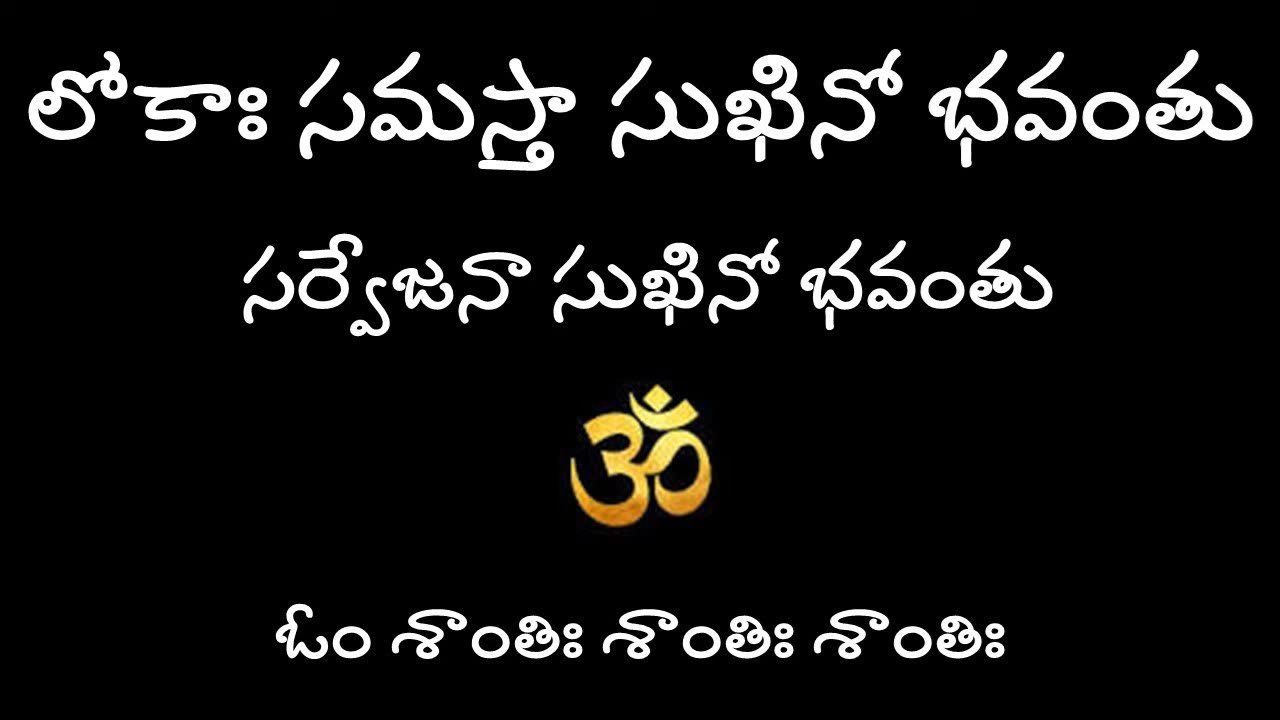 లోకాః సమస్తా సుఖినో భవంతు
సర్వేజనా సుఖినో భవంతు
ॐ
ఓం శాంతిః శాంతిః శాంతిః